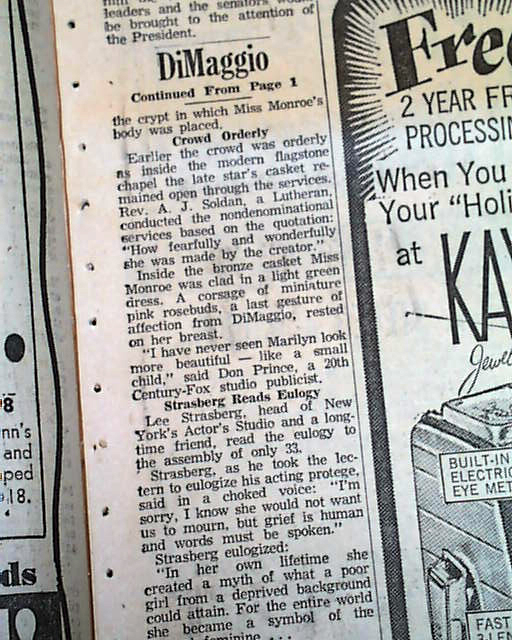 leaders and the senators
be brought to the attention of
the President.
DiMaggio
Continued From Page 1
the crypt in which Miss Monroe's
body was placed.
Crowd Orderly
Earlier the crowd was orderly
as inside the modern flagstone
chapel the late star's casket re-
mained open through the services.
Rev. A. J. Soldan, a Lutheran,
conducted the nondenominational
services based on the quotation:
"How fearfully and wonderfully
she was made by the creator."
Inside the bronze casket Miss
Monroe was clad in a light green
dress. A corsage of miniature
pink rosebuds, a last gesture of
affection from DiMaggio, rested
on her breast.
"I have never seen Marilyn look
more beautiful — like a small
child," said Don Prince, a 20th
Century-Fox studio publicist.
Strasberg Reads Eulogy
Lee Strasberg, head of New
York's Actor's Studio and a long-
time friend, read the eulogy to
the assembly of only 33.
Strasberg, as he took the lec-
tern to eulogize his acting protege,
said in a choked voice: "I'm
sorry, I know she would not want
us to mourn, but grief is human
and words must be spoken."
Strasberg eulogized:
"In her own lifetime she
created a myth of what a poor
girl from a deprived background
could attain. For the entire world
she became a symbol of the
feminine . . .
Free
2 YEAR FR
PROCESSIN
When You
Your "Holi
at KAY
Jewel
BUILT-IN
ELECTRIC
EYE MET
FAST
8
nn's
and
ped
18.
ds